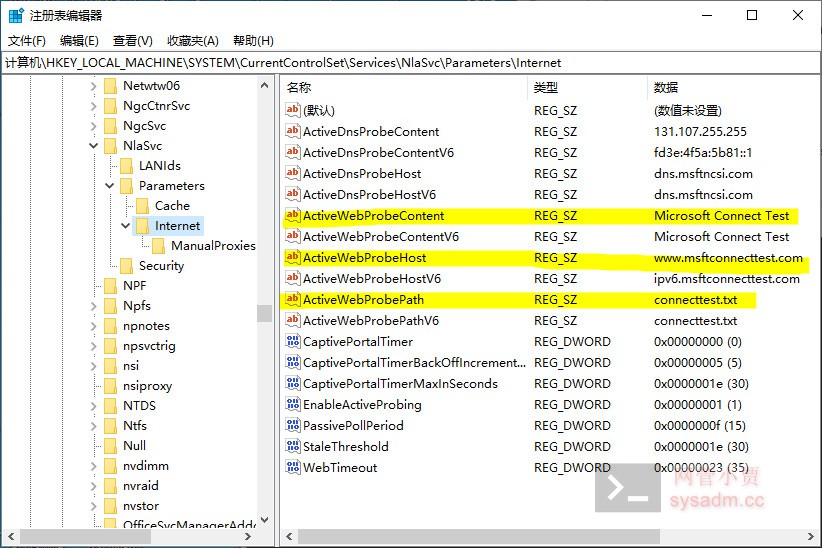 注册表编辑器
文件(F) 编辑(E) 查看(V) 收藏夹(A) 帮助(H)
计算机\HKEY_LOCAL_MACHINE\SYSTEM\CurrentControlSet\Services\NlaSvc\Parameters\Internet
Netwtw06
NgcCtnrSvc
NgcSvc
NlaSvc
LANIds
Parameters
Cache
Internet
ManualProxies
Security
NPF
Npfs
npnotes
npsvctrig
nsi
nsiproxy
NTDS
Ntfs
Null
nvdimm
nvraid
nvstor
OfficeSvcManagerAdd
名称 类型 数据
(默认) REG_SZ (数值未设置)
ActiveDnsProbeContent REG_SZ 131.107.255.255
ActiveDnsProbeContentV6 REG_SZ fd3e:4f5a:5b81::1
ActiveDnsProbeHost REG_SZ dns.msftncsi.com
ActiveDnsProbeHostV6 REG_SZ dns.msftncsi.com
ActiveWebProbeContent REG_SZ Microsoft Connect Test
ActiveWebProbeContentV6 REG_SZ Microsoft Connect Test
ActiveWebProbeHost REG_SZ www.msftconnecttest.com
ActiveWebProbeHostV6 REG_SZ ipv6.msftconnecttest.com
ActiveWebProbePath REG_SZ connecttest.txt
ActiveWebProbePathV6 REG_SZ connecttest.txt
CaptivePortalTimer REG_DWORD 0x00000000 (0)
CaptivePortalTimerBackOffIncrement... REG_DWORD 0x00000005 (5)
CaptivePortalTimerMaxInSeconds REG_DWORD 0x0000001e (30)
EnableActiveProbing REG_DWORD 0x00000001 (1)
PassivePollPeriod REG_DWORD 0x0000000f (15)
StaleThreshold REG_DWORD 0x0000001e (30)
WebTimeout REG_DWORD 0x00000023 (35)
网管小贾
sysadm.cc